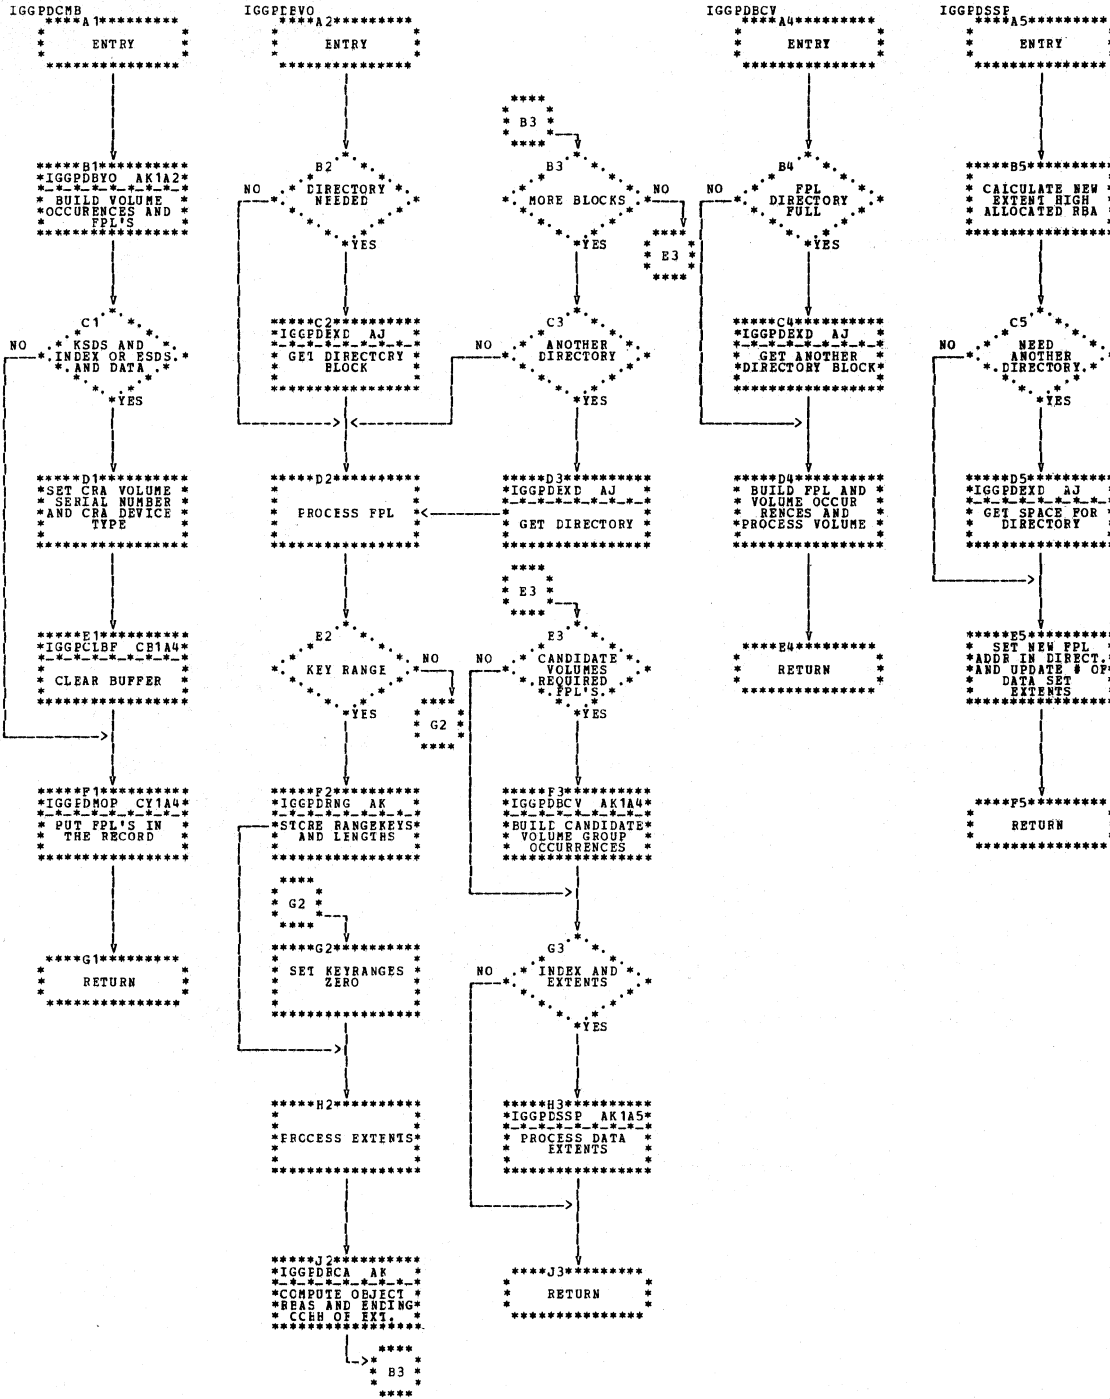 IGGPDCMB
A1
ENTRY
B1
IGGPDBYO AK1A2
BUILD VOLUME
OCCURENCES AND
FPL'S
C1
KSDS AND
INDEX OR ESDS
AND DATA
NO
YES
D1
SET CRA VOLUME
SERIAL NUMBER
AND CRA DEVICE
TYPE
E1
IGGPCLBF CB1A4
CLEAR BUFFER
F1
IGGPDMOP CY1A4
PUT FPL'S IN
THE RECORD
G1
RETURN
A2
ENTRY
B2
DIRECTORY
NEEDED
NO
YES
C2
IGGPDEXD AJ
GET DIRECTCRY
BLOCK
D2
PROCESS FPL
E2
KEY RANGE
NO
YES
G2
F2
IGGPDRNG AK
STCRE RANGEKEYS
AND LENGTHS
G2
G2
SET KEYRANGES
ZERO
H2
PROCESS EXTENTS
J2
IGGPDRCA AK
COMPUTE OBJECT
RBAS AND ENDING
CCHH OF EXT.
B3
B3
B3
MORE BLOCKS
NO
YES
E3
C3
ANOTHER
DIRECTORY
NO
YES
D3
IGGPDEXD AJ
GET DIRECTORY
E3
E3
CANDIDATE
VOLUMES
REQUIRED
FPL'S
NO
YES
F3
IGGPDBCV AK1A4
BUILD CANDIDATE
VOLUME GROUP
OCCURRENCES
G3
INDEX AND
EXTENTS
NO
YES
H3
IGGPDSSP AK1A5
PROCESS DATA
EXTENTS
J3
RETURN
IGGPDBCV
A4
ENTRY
B4
FPL
DIRECTORY
FULL
NO
YES
C4
IGGPDEXD AJ
GET ANOTHER
DIRECTORY BLOCK
D4
BUILD FPL AND
VOLUME OCCUR
RENCES AND
PROCESS VOLUME
E4
RETURN
IGGPDSSP
A5
ENTRY
B5
CALCULATE NEW
EXTENT HIGH
ALLOCATED RBA
C5
NEED
ANOTHER
DIRECTORY
NO
YES
D5
IGGPDEXD AJ
GET SPACE FOR
DIRECTORY
E5
SET NEW FPL
ADDR IN DIRECT.
AND UPDATE # OF
DATA SET
EXTENTS
F5
RETURN